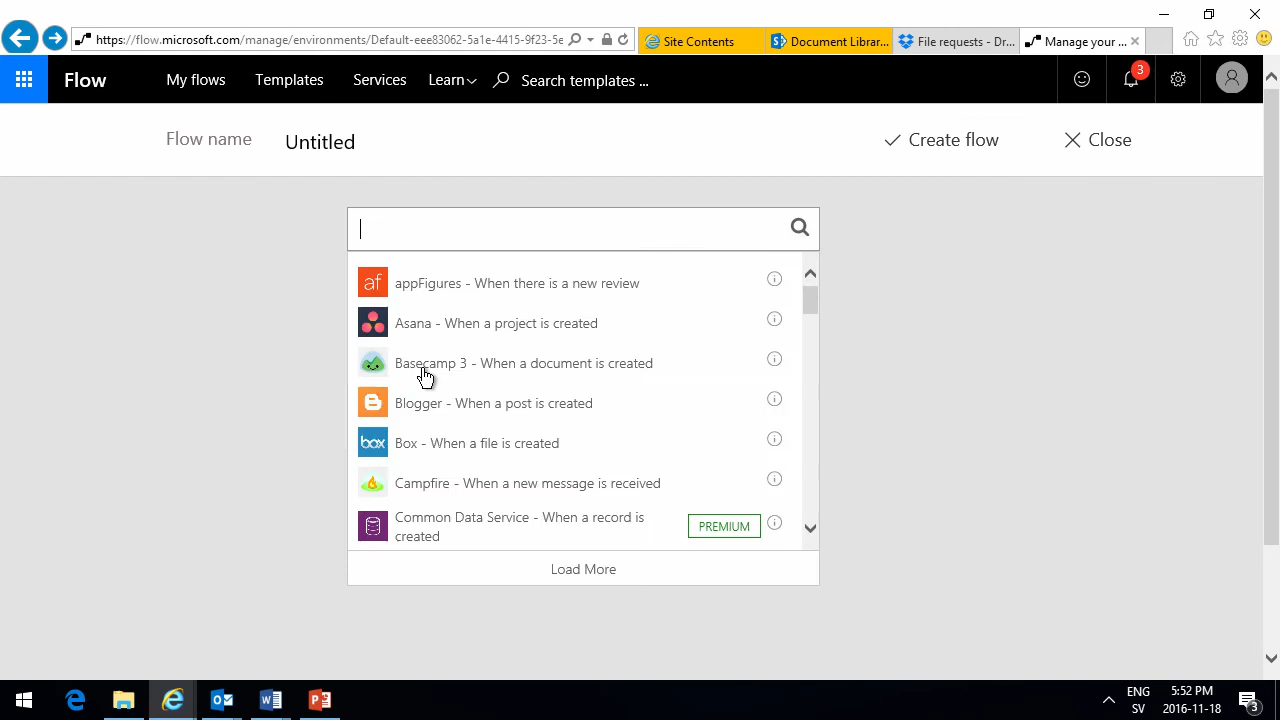 https://flow.microsoft.com/manage/environments/Default-eee83062-5a1e-4415-9f23-5e
Site Contents
Document Librar...
File requests - Dr...
Manage your ...
Flow
My flows
Templates
Services
Learn
Search templates ...
3
Flow name
Untitled
Create flow
Close
af
appFigures - When there is a new review
Asana - When a project is created
Basecamp 3 - When a document is created
Blogger - When a post is created
box
Box - When a file is created
Campfire - When a new message is received
Common Data Service - When a record is
created
PREMIUM
Load More
ENG
SV
5:52 PM
2016-11-18
3